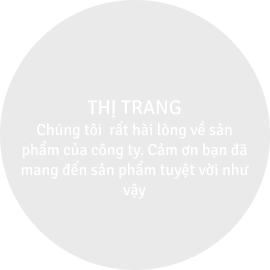 THỊ TRANG
Chúng tôi  rất hài lòng về sản
phẩm của công ty. Cảm ơn bạn đã
mang đến sản phẩm tuyệt vời như
vậy